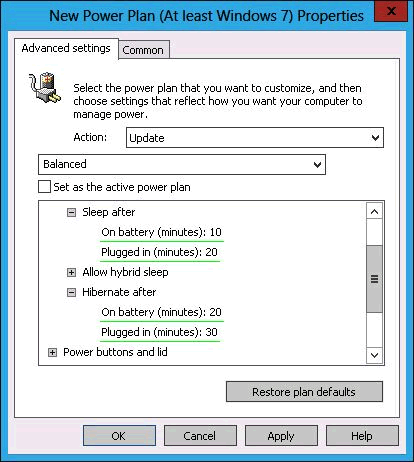 New Power Plan (At least Windows 7) Properties
Advanced settings
Common
Select the power plan that you want to customize, and then
choose settings that reflect how you want your computer to
manage power.
Action:
Update
Balanced
Set as the active power plan
Sleep after
On battery (minutes): 10
Plugged in (minutes): 20
Allow hybrid sleep
Hibernate after
On battery (minutes): 20
Plugged in (minutes): 30
Power buttons and lid
Restore plan defaults
OK
Cancel
Apply
Help